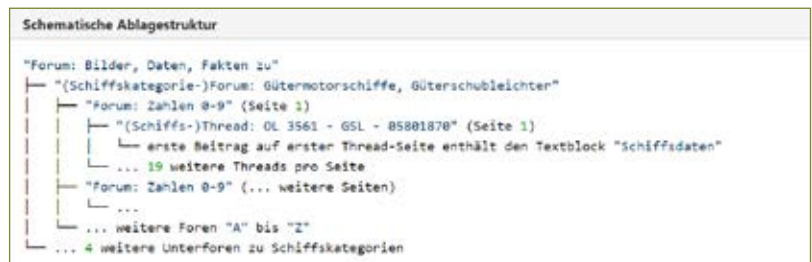 Schematische Ablagestruktur
"Forum: Bilder, Daten, Fakten zu"
├── "(Schiffskategorie-)Forum: Gütermotorschiffe, Güterschubleichter"
│   ├── "Forum: Zahlen 0-9" (Seite 1)
│   │   ├── "(Schiffs-)Thread: OL 3561 - GSL - 05801870" (Seite 1)
│   │   │   └── erste Beitrag auf erster Thread-Seite enthält den Textblock "Schiffsdaten"
│   │   └── ... 19 weitere Threads pro Seite
│   ├── "Forum: Zahlen 0-9" (... weitere Seiten)
│   │   └── ...
│   └── ... weitere Foren "A" bis "Z"
└── ... 4 weitere Unterforen zu Schiffskategorien